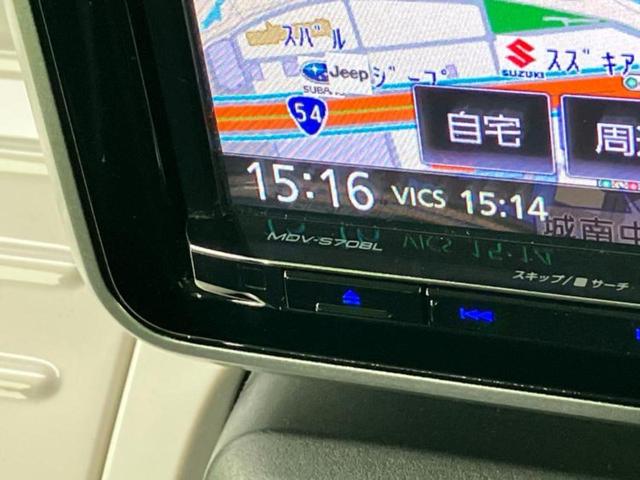 スバル
SUZUKI スズキア
Jeep ジープ
SUBA
54
自宅
周
15:16 VICS 15:14
城南中
MDV-S708L
スキップ/■サーチ